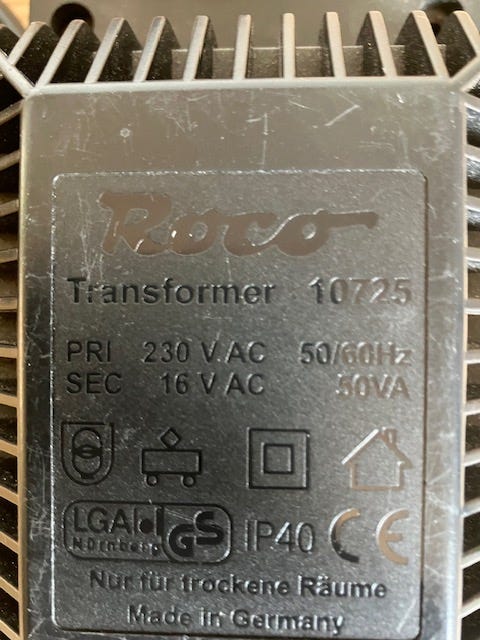 Roco
Transformer 10725
PRI 230 V AC 50/60Hz
SEC 16 V AC 50VA
LGA GS IP40 CE
Nürnberg
Nur für trockene Räume
Made in Germany